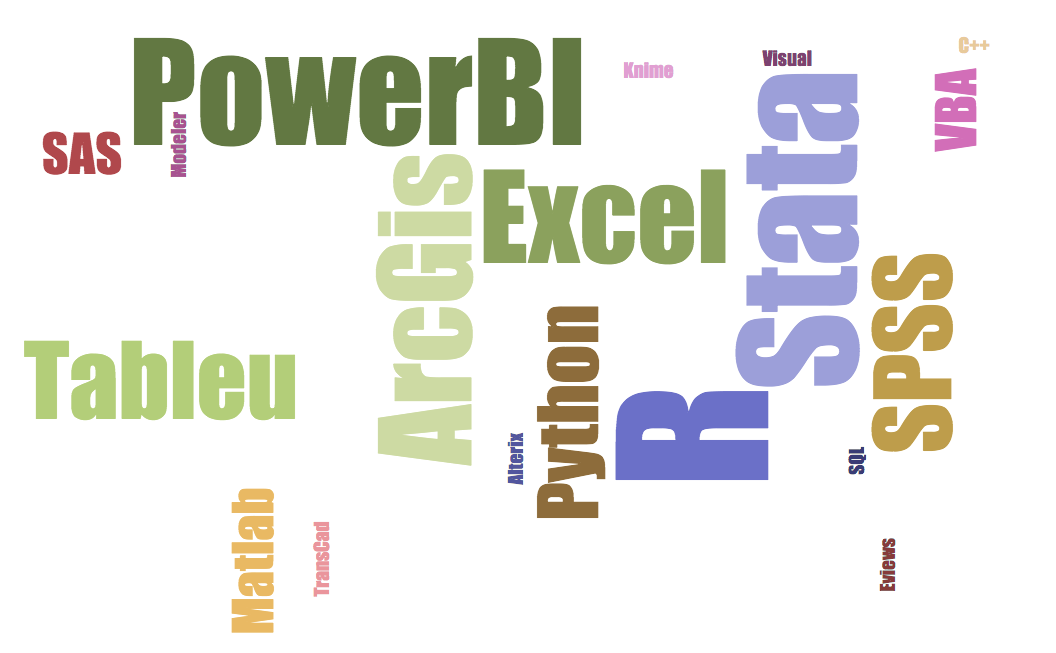 PowerBI
Knime
Visual
C++
SAS
Modeler
VBA
ArcGis
Excel
Stata
SPSS
Tableu
Python
R
Alterix
SQL
Matlab
TransCad
Eviews